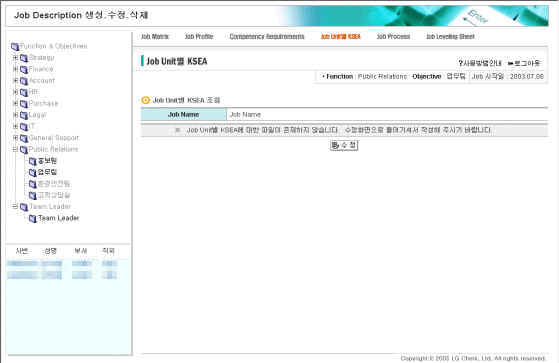 Job Description 생성.수정.삭제
Enter
Job Matrix Job Profile Competency Requirements Job Unit별 KSEA Job Process Job Leveling Sheet
Function & Objectives
Strategy
Finance
Account
HR
Purchase
Legal
IT
General Support
Public Relations
홍보팀
업무팀
환경안전팀
Team Leader
Team Leader
사번 성명 부서 직위
Job Unit별 KSEA
?사용방법안내 로그아웃
• Function : Public Relations • Objective : 업무팀 Job 시작일 : 2003.07.08
Job Unit별 KSEA 조회
Job Name Job Name
※ Job Unit별 KSEA에 대한 파일이 존재하지 않습니다. 수정화면으로 들어가셔서 작성해 주시기 바랍니다.
수 정
Copyright © 2003 LG Chem, Ltd. All rights reserved.